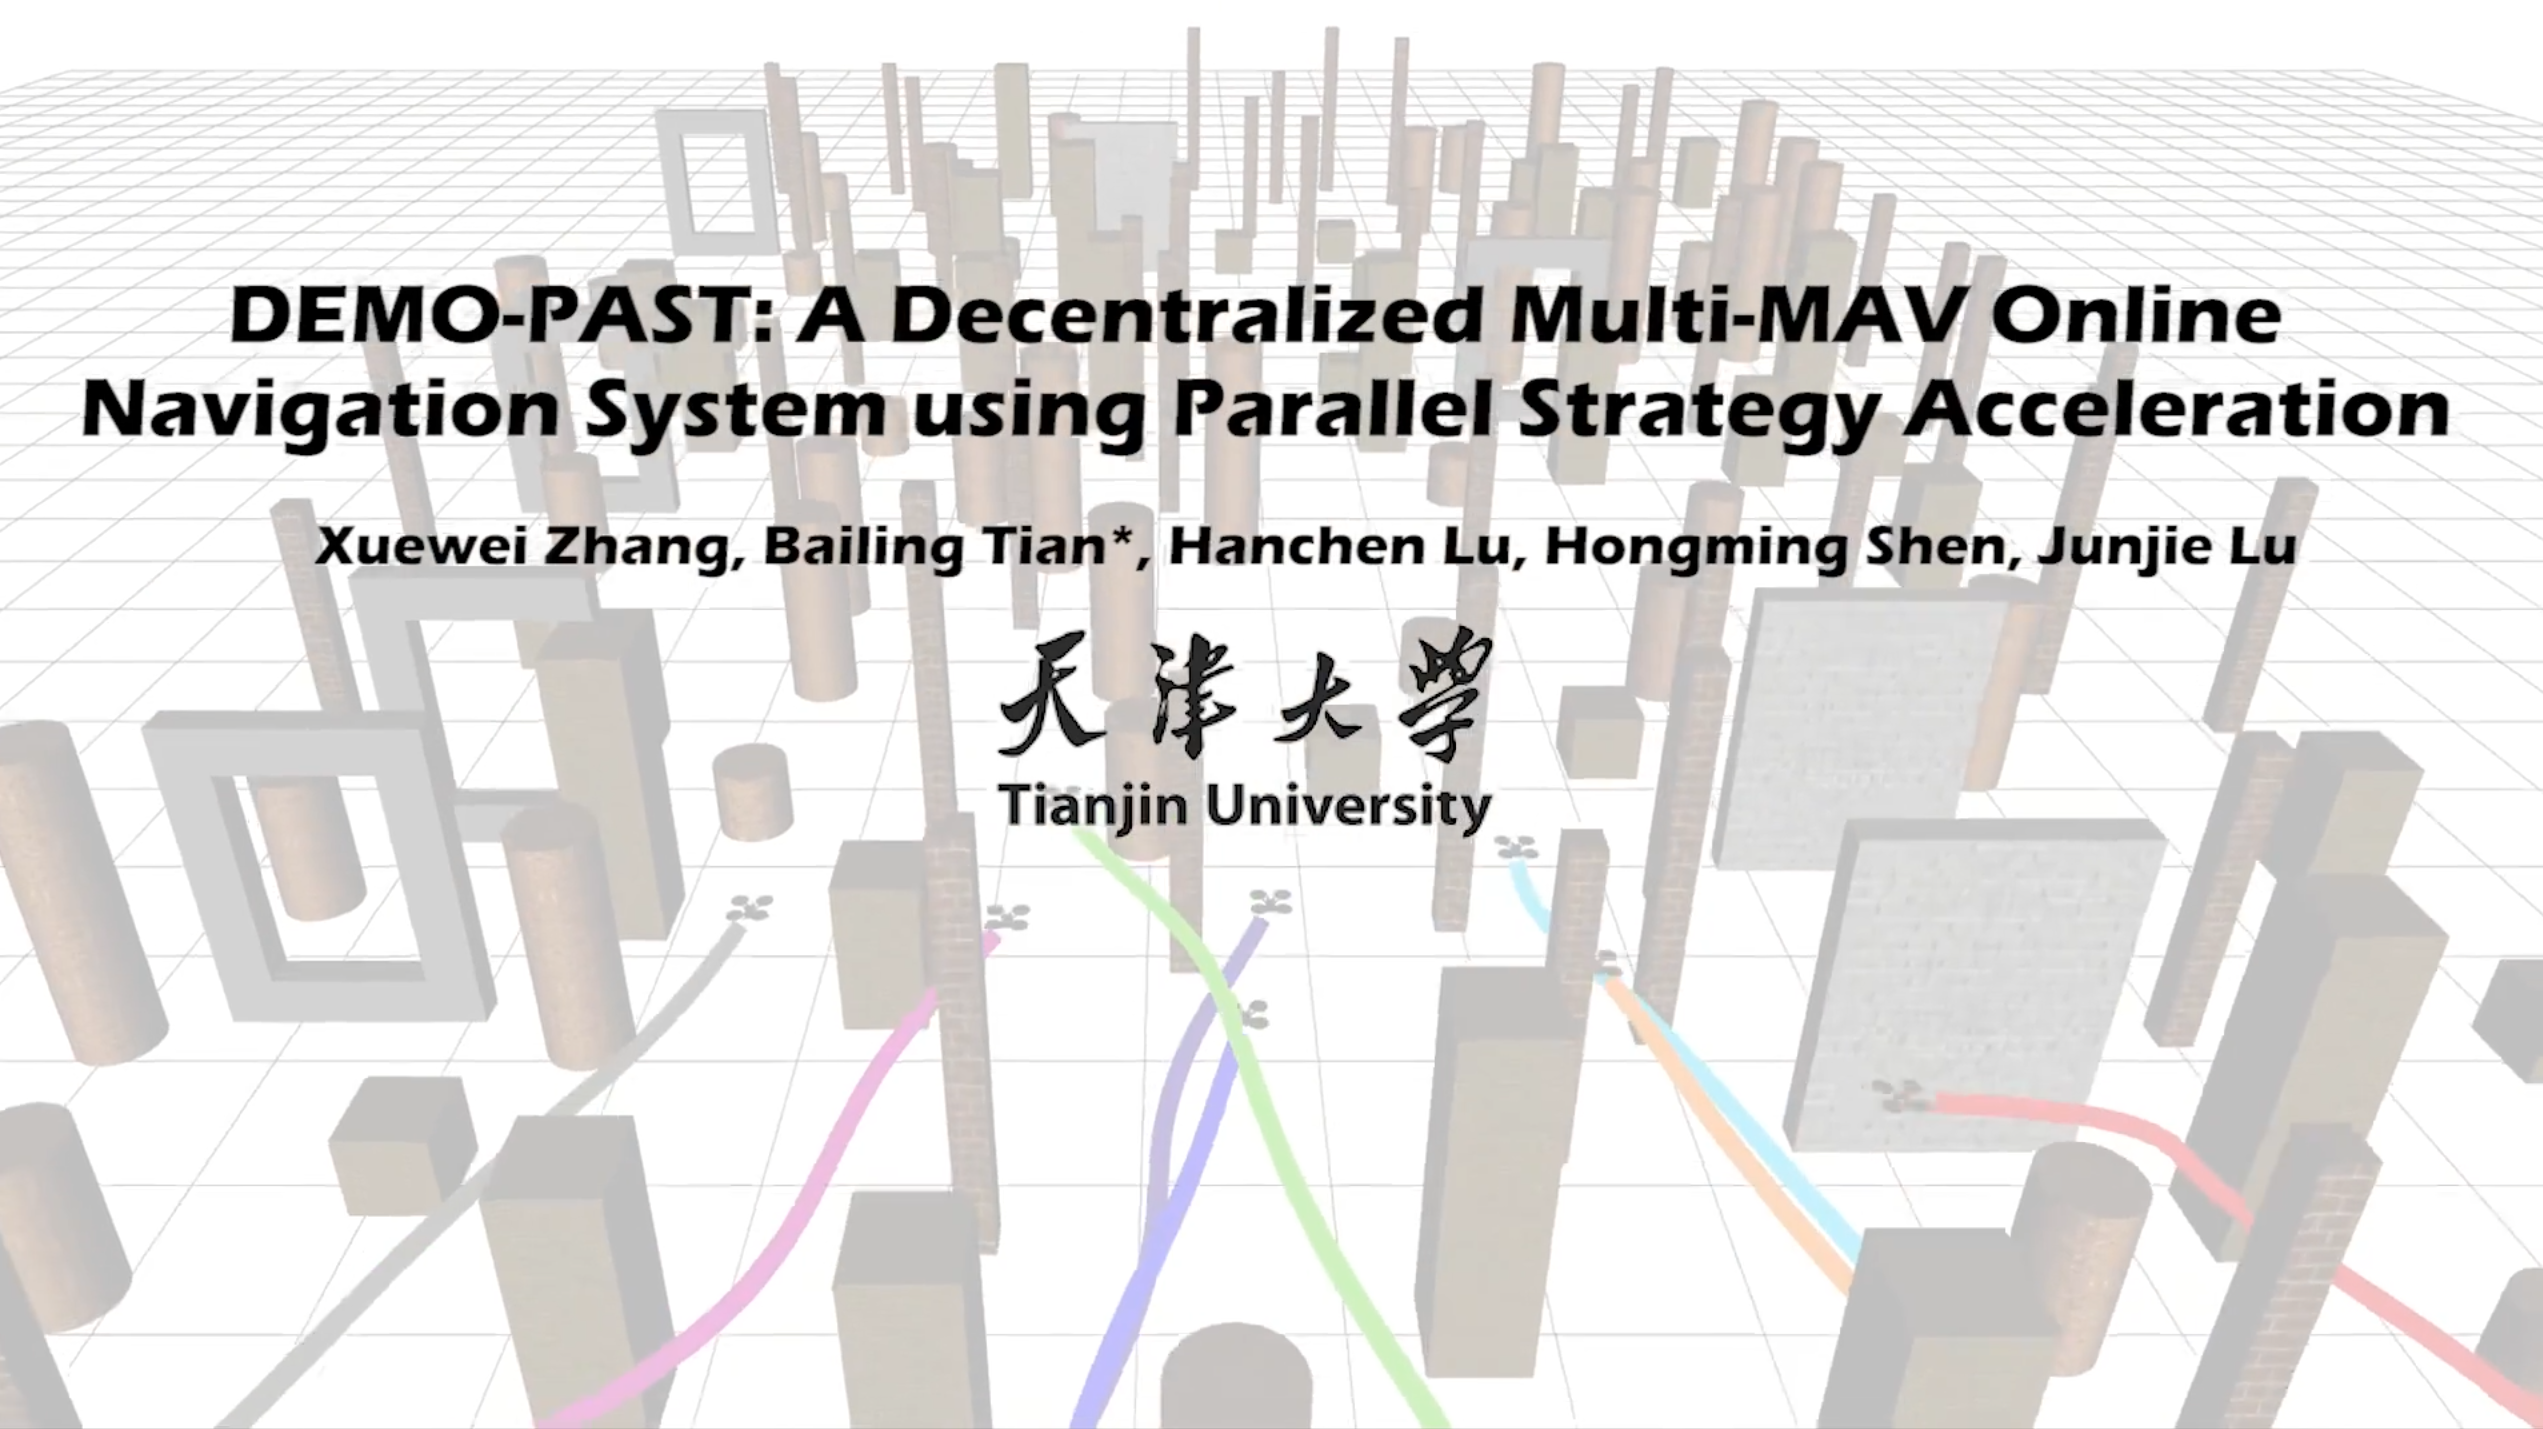 DEMO-PAST: A Decentralized Multi-MAV Online
Navigation System using Parallel Strategy Acceleration
Xuewei Zhang, Bailing Tian*, Hanchen Lu, Hongming Shen, Junjie Lu
天津大学
Tianjin University